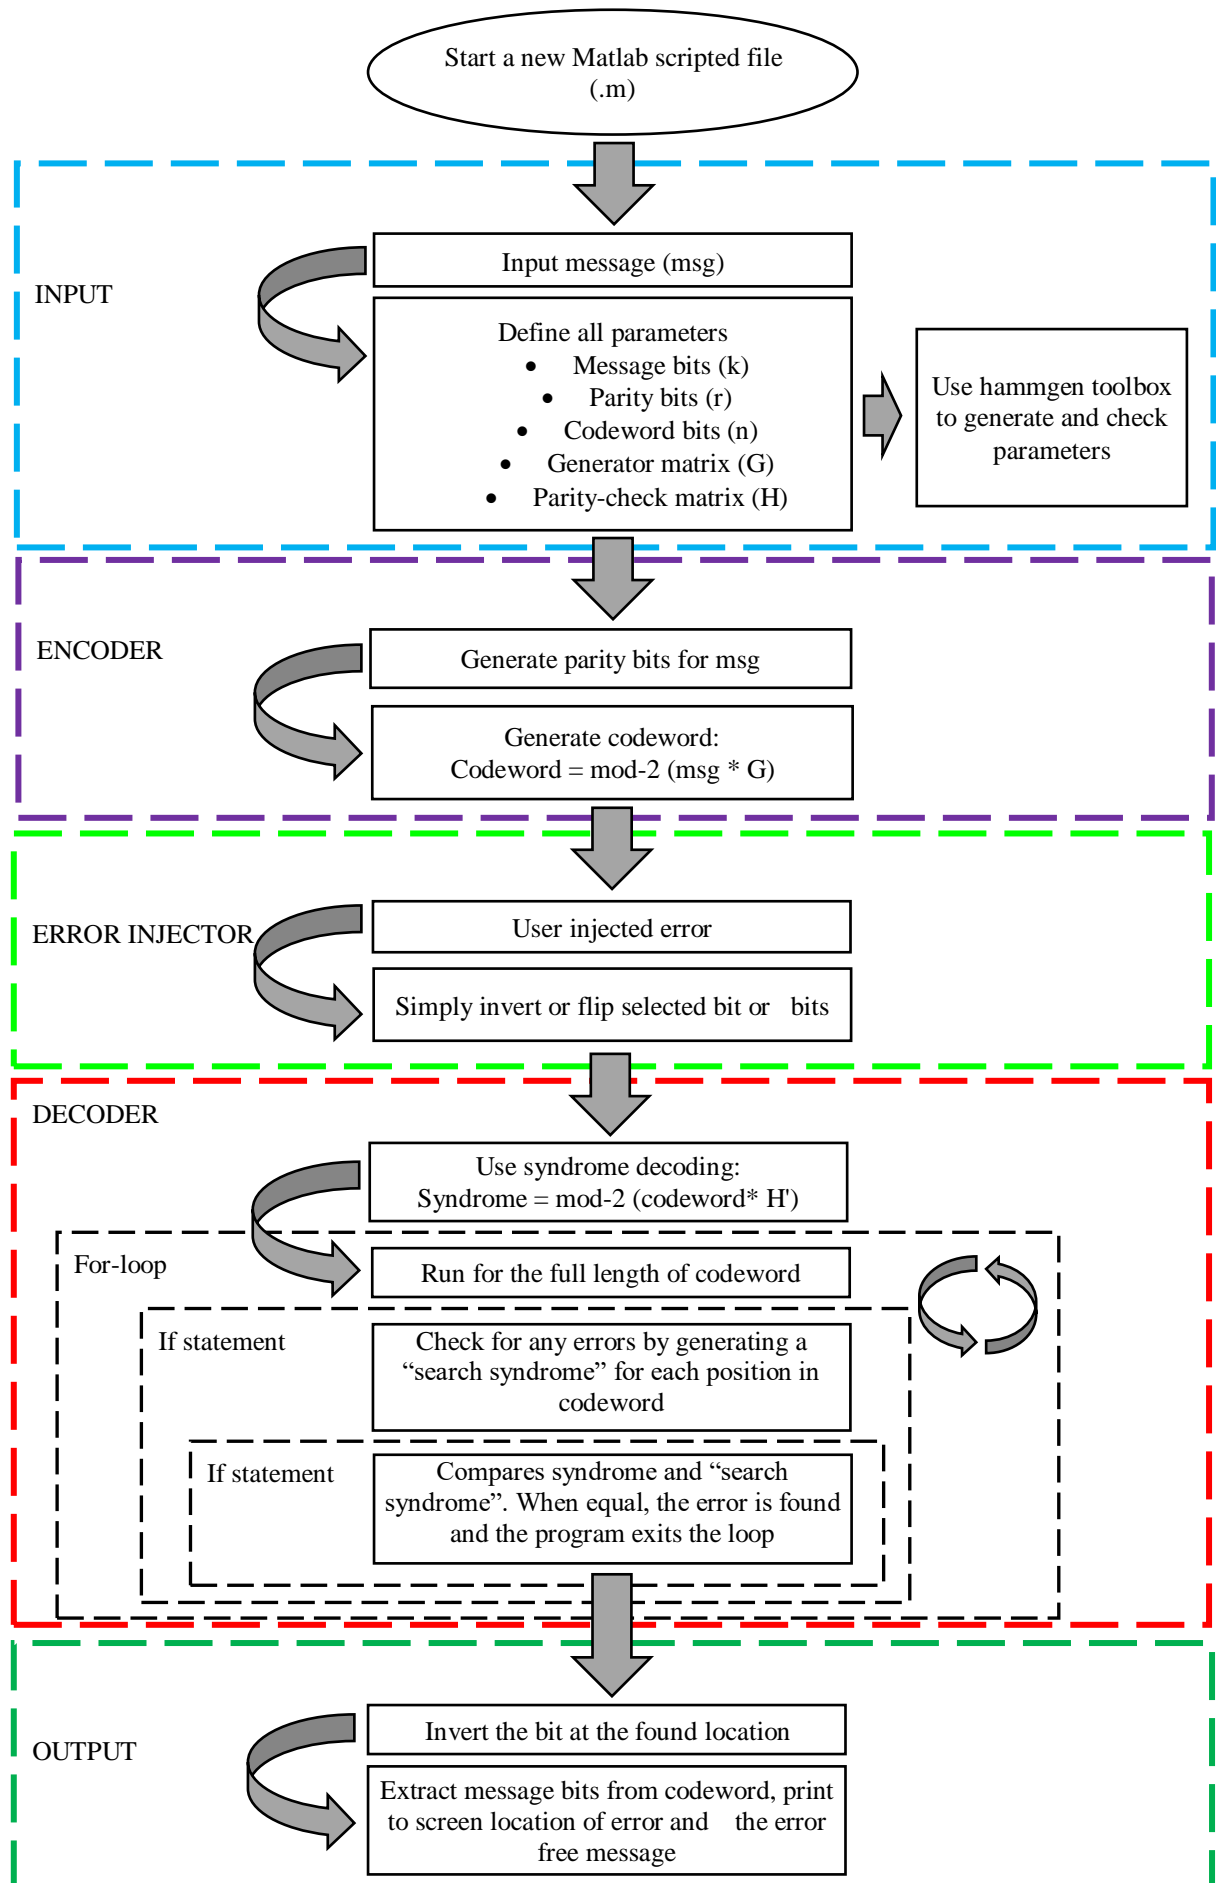 Start a new Matlab scripted file
(.m)
INPUT
Input message (msg)
Define all parameters
• Message bits (k)
• Parity bits (r)
• Codeword bits (n)
• Generator matrix (G)
• Parity-check matrix (H)
Use hammgen toolbox
to generate and check
parameters
ENCODER
Generate parity bits for msg
Generate codeword:
Codeword = mod-2 (msg * G)
ERROR INJECTOR
User injected error
Simply invert or flip selected bit or bits
DECODER
Use syndrome decoding:
Syndrome = mod-2 (codeword* H')
For-loop
Run for the full length of codeword
If statement
Check for any errors by generating a
“search syndrome” for each position in
codeword
If statement
Compares syndrome and “search
syndrome”. When equal, the error is found
and the program exits the loop
OUTPUT
Invert the bit at the found location
Extract message bits from codeword, print
to screen location of error and the error
free message